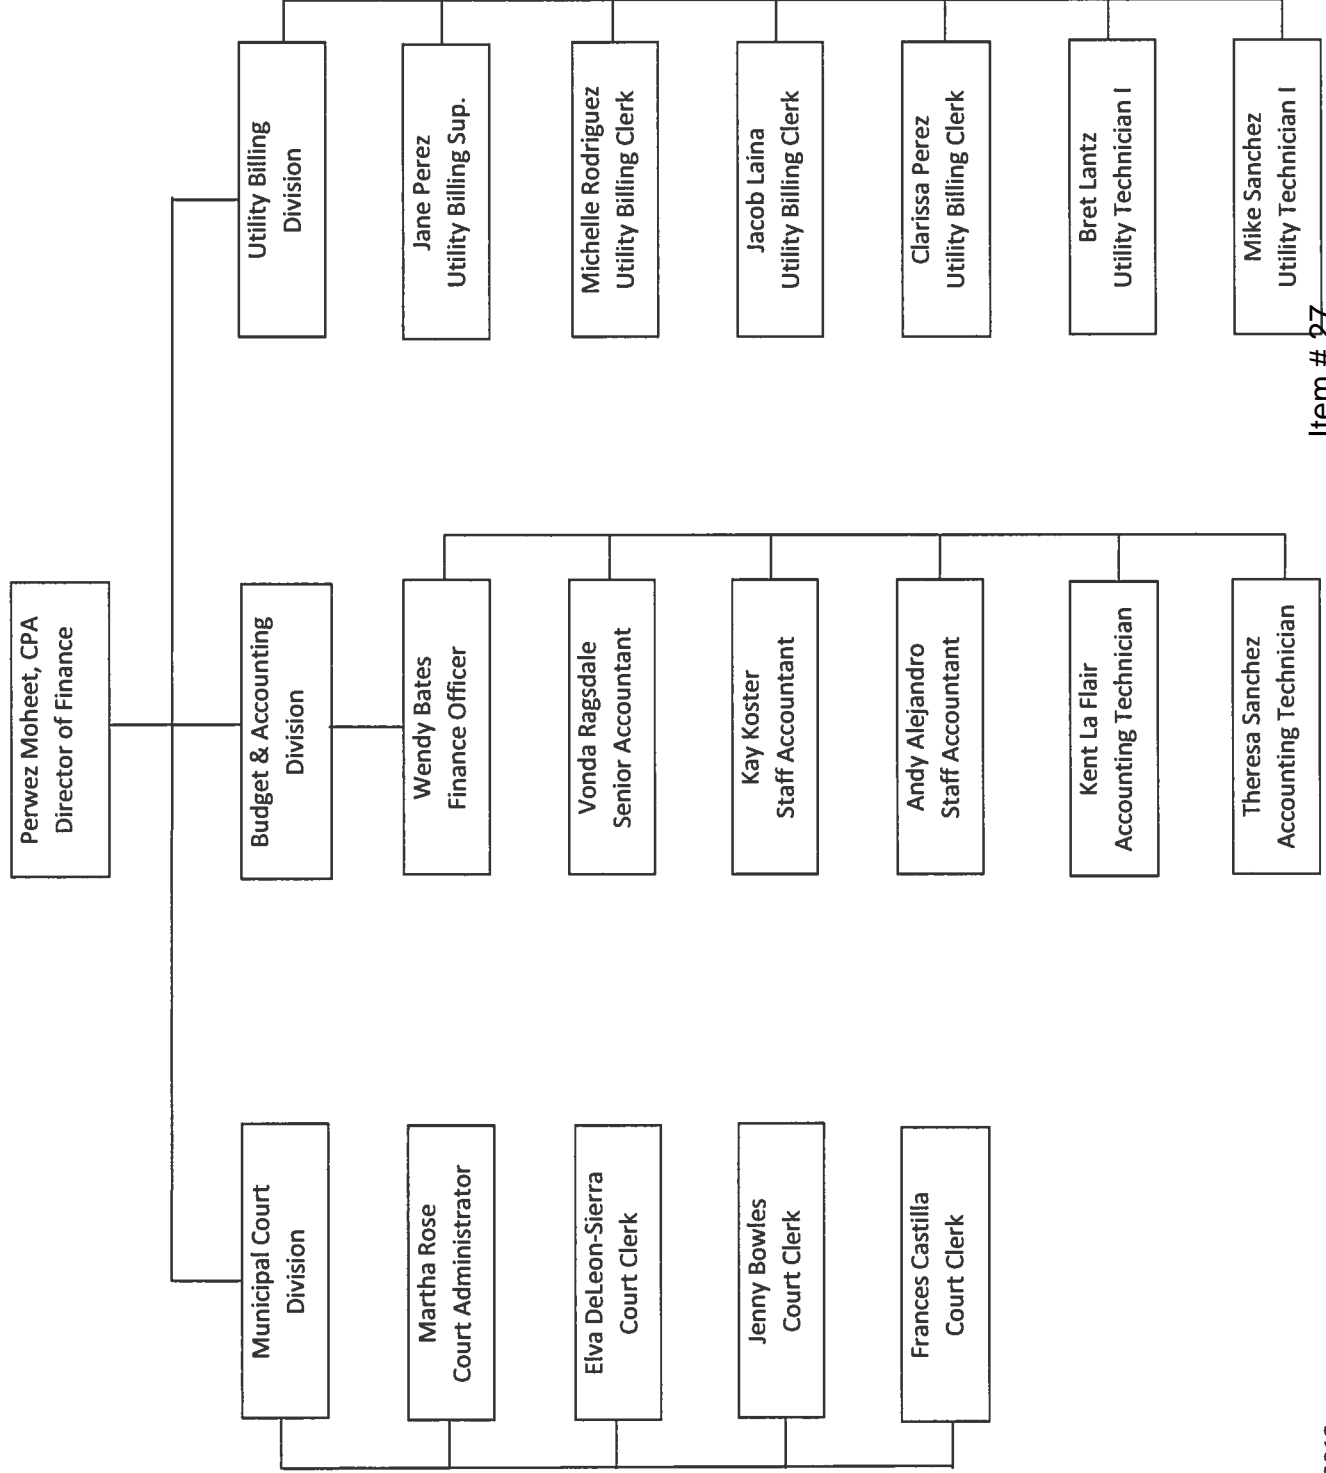 Perwez Moheet, CPA
Director of Finance
Municipal Court
Division
Martha Rose
Court Administrator
Elva DeLeon-Sierra
Court Clerk
Jenny Bowles
Court Clerk
Frances Castilla
Court Clerk
Budget & Accounting
Division
Wendy Bates
Finance Officer
Vonda Ragsdale
Senior Accountant
Kay Koster
Staff Accountant
Andy Alejandro
Staff Accountant
Kent La Flair
Accounting Technician
Theresa Sanchez
Accounting Technician
Utility Billing
Division
Jane Perez
Utility Billing Sup.
Michelle Rodriguez
Utility Billing Clerk
Jacob Laina
Utility Billing Clerk
Clarissa Perez
Utility Billing Clerk
Bret Lantz
Utility Technician I
Mike Sanchez
Utility Technician I
Item # 27